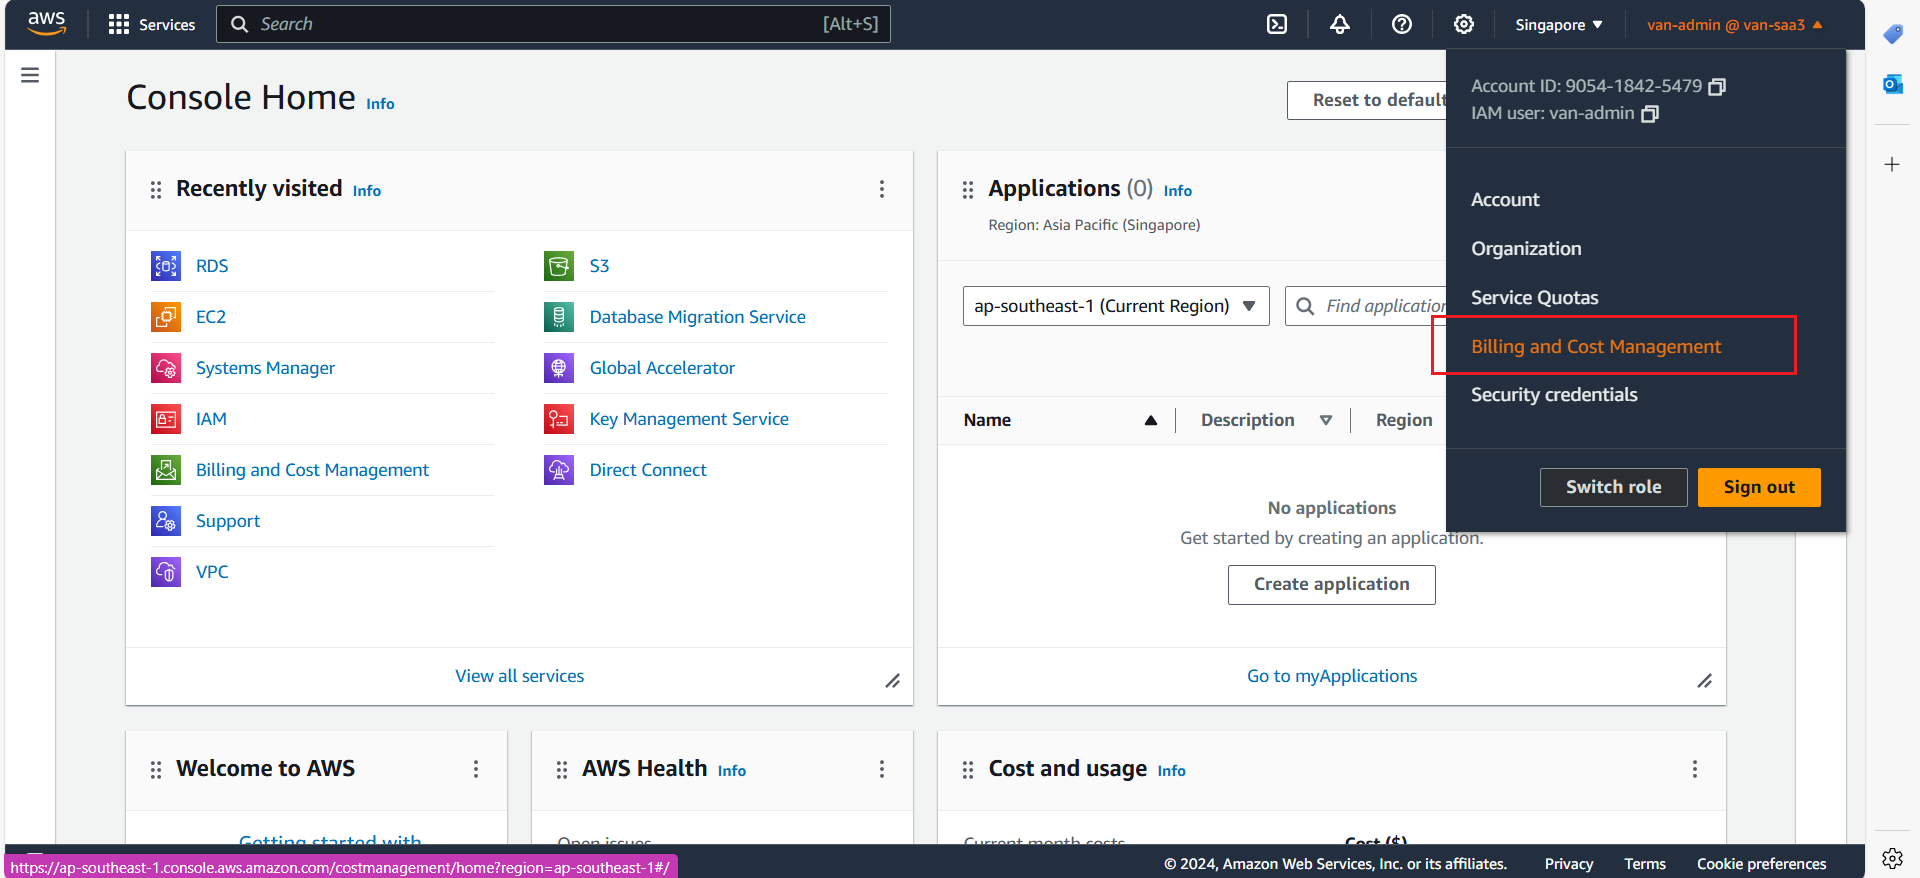 aws
Services
Search [Alt+S]
Singapore
van-admin @ van-saa3
Account ID: 9054-1842-5479
IAM user: van-admin
Account
Organization
Service Quotas
Billing and Cost Management
Security credentials
Switch role
Sign out
Console Home Info
Reset to default
Recently visited Info
RDS
EC2
Systems Manager
IAM
Billing and Cost Management
Support
VPC
S3
Database Migration Service
Global Accelerator
Key Management Service
Direct Connect
View all services
Applications (0) Info
Region: Asia Pacific (Singapore)
ap-southeast-1 (Current Region)
Find application
Name Description Region
No applications
Get started by creating an application.
Create application
Go to myApplications
Welcome to AWS
Getting started with
AWS Health Info
Open issues
Cost and usage Info
Current month costs Cost ($)
https://ap-southeast-1.console.aws.amazon.com/costmanagement/home?region=ap-southeast-1#/
© 2024, Amazon Web Services, Inc. or its affiliates. Privacy Terms Cookie preferences